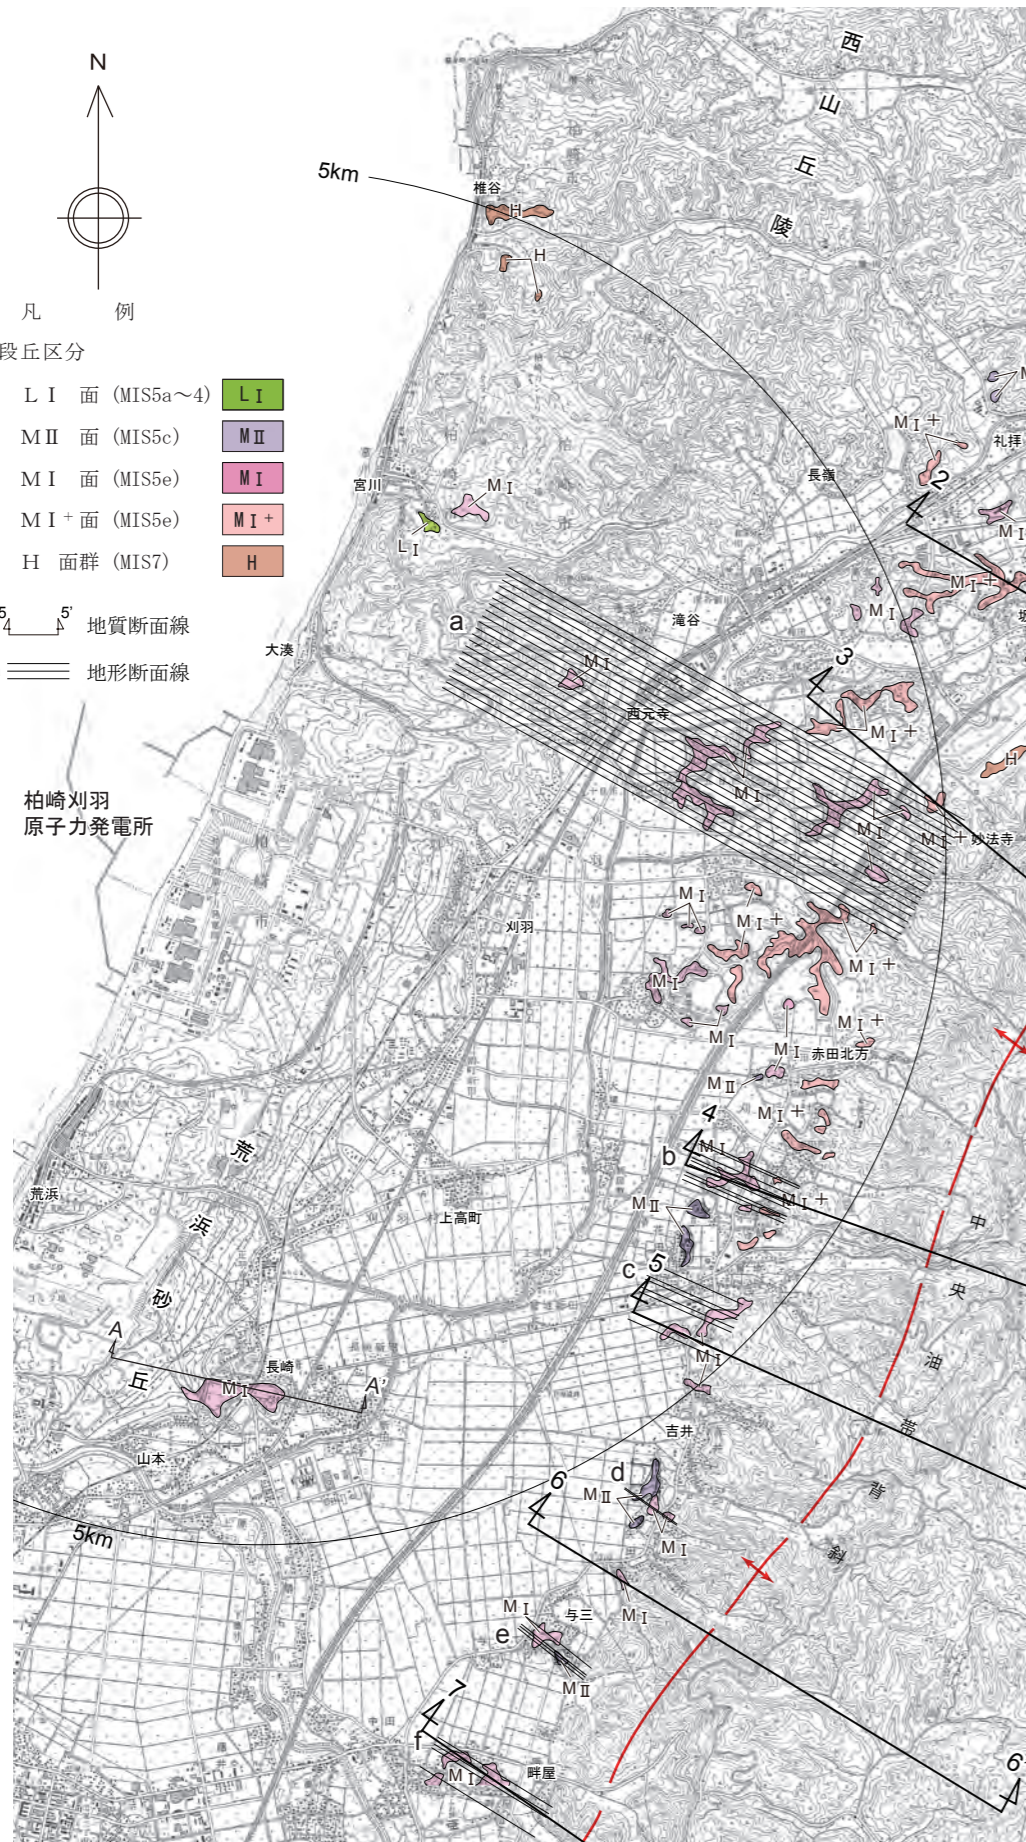 N
凡 例
段丘区分
LⅠ 面 (MIS5a～4) LⅠ
MⅡ 面 (MIS5c) MⅡ
MⅠ 面 (MIS5e) MⅠ
MⅠ+面 (MIS5e) MⅠ+
H 面群 (MIS7) H
5 5' 地質断面線
地形断面線
西山丘陵
5km
椎谷
H
H
MⅠ+
礼拝
長嶺
2
宮川
MⅠ
LⅠ
MⅠ
MⅠ+
MⅠ
a
滝谷
大湊
MⅠ
3
西元寺
MⅠ+
H
MⅠ
柏崎刈羽
原子力発電所
MⅠ
MⅠ+
妙法寺
MⅠ
MⅠ+
刈羽
MⅠ+
MⅠ
MⅠ
MⅠ+
MⅠ
赤田北方
MⅡ
MⅠ+
4
MⅠ
b
MⅠ+
荒浜
MⅡ
上高町
荒浜砂丘
c
5
A
長崎
MⅠ
A'
MⅠ
吉井
山本
d
6
MⅡ
5km
MⅠ
中央油帯背斜
MⅠ
与三
MⅠ
e
MⅡ
7
f
MⅠ
畔屋
6'